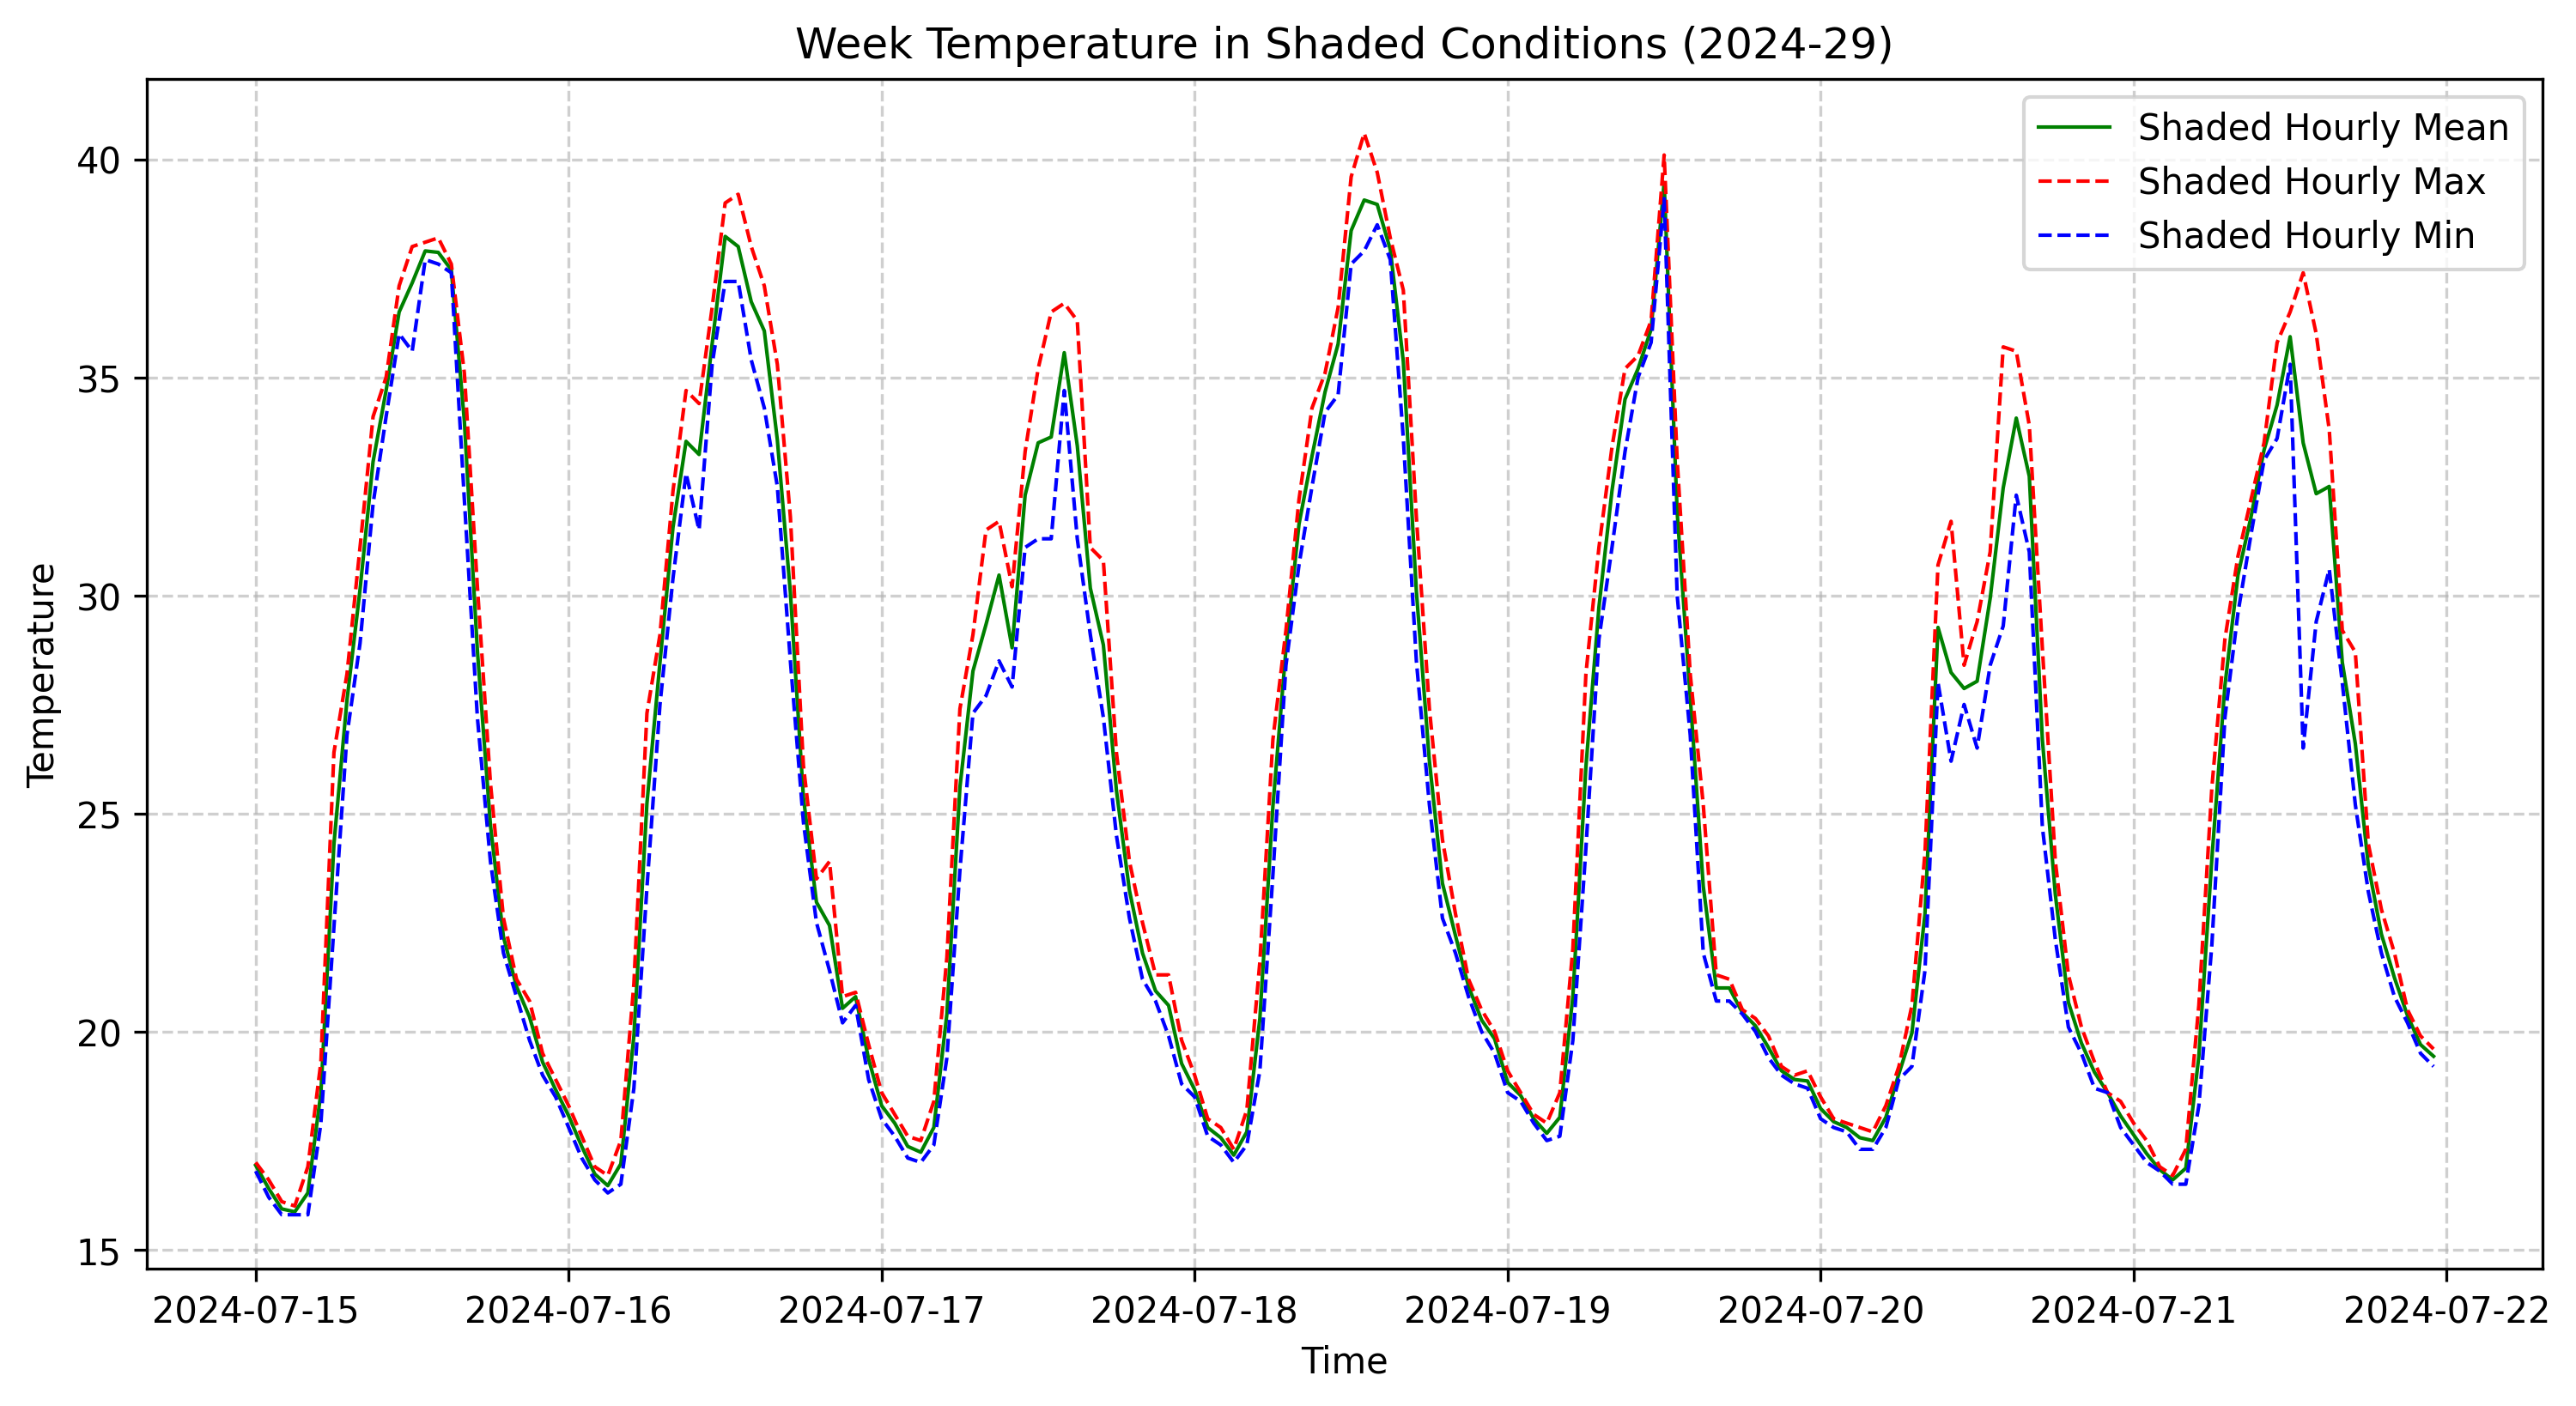 Week Temperature in Shaded Conditions (2024-29)
Shaded Hourly Mean
Shaded Hourly Max
Shaded Hourly Min
Temperature
40
35
30
25
20
15
2024-07-15 2024-07-16 2024-07-17 2024-07-18 2024-07-19 2024-07-20 2024-07-21 2024-07-22
Time